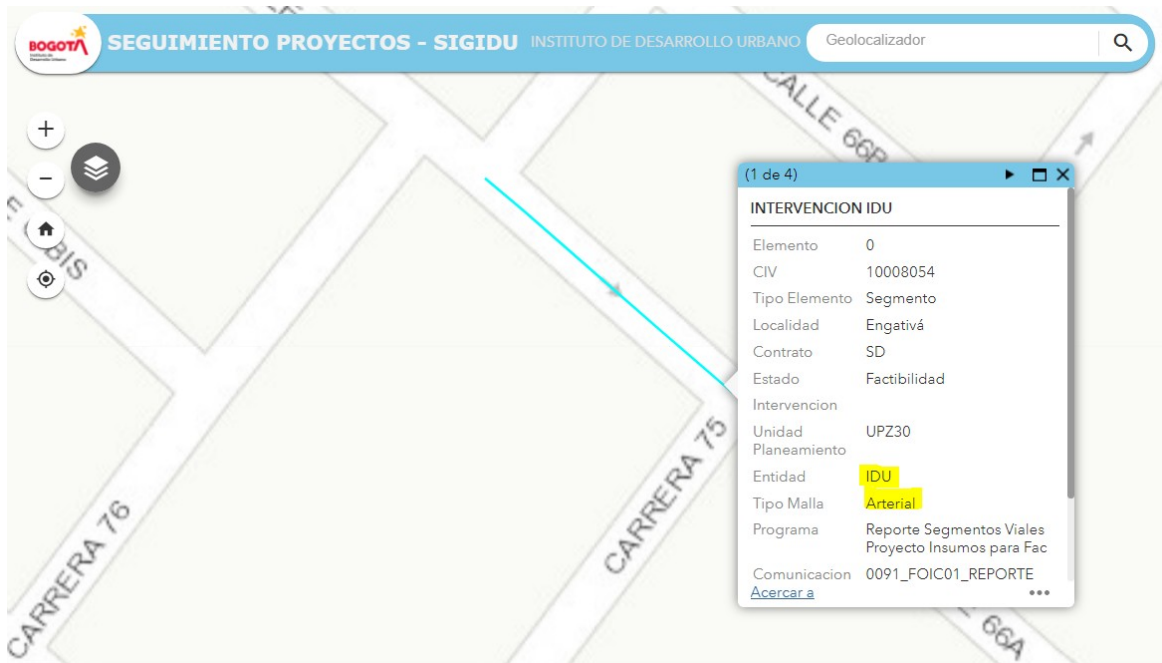 BOGOTÁ
SEGUIMIENTO PROYECTOS - SIGIDU INSTITUTO DE DESARROLLO URBANO
Geolocalizador
CALLE 66B
BIS
(1 de 4)
INTERVENCION IDU
Elemento 0
CIV 10008054
Tipo Elemento Segmento
Localidad Engativá
Contrato SD
Estado Factibilidad
Intervencion
Unidad UPZ30
Planeamiento
Entidad IDU
Tipo Malla Arterial
Programa Reporte Segmentos Viales
Proyecto Insumos para Fac
Comunicacion 0091_FOIC01_REPORTE
Acercar a
CARRERA 75
CARRERA 76
66A